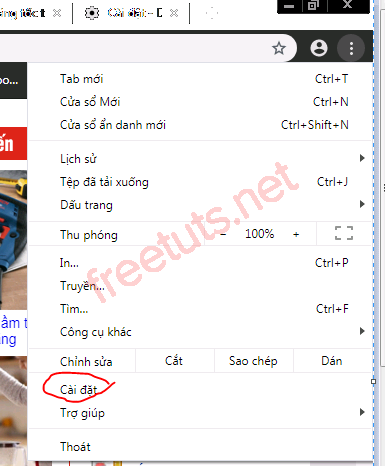 Cài đặt
Tab mới Ctrl+T
Cửa sổ Mới Ctrl+N
Cửa sổ ẩn danh mới Ctrl+Shift+N
Lịch sử
Tệp đã tải xuống Ctrl+J
Dấu trang
Thu phóng − 100% +
In... Ctrl+P
Truyền...
Tìm... Ctrl+F
Công cụ khác
Chỉnh sửa Cắt Sao chép Dán
Cài đặt
Trợ giúp
Thoát
freetuts.net